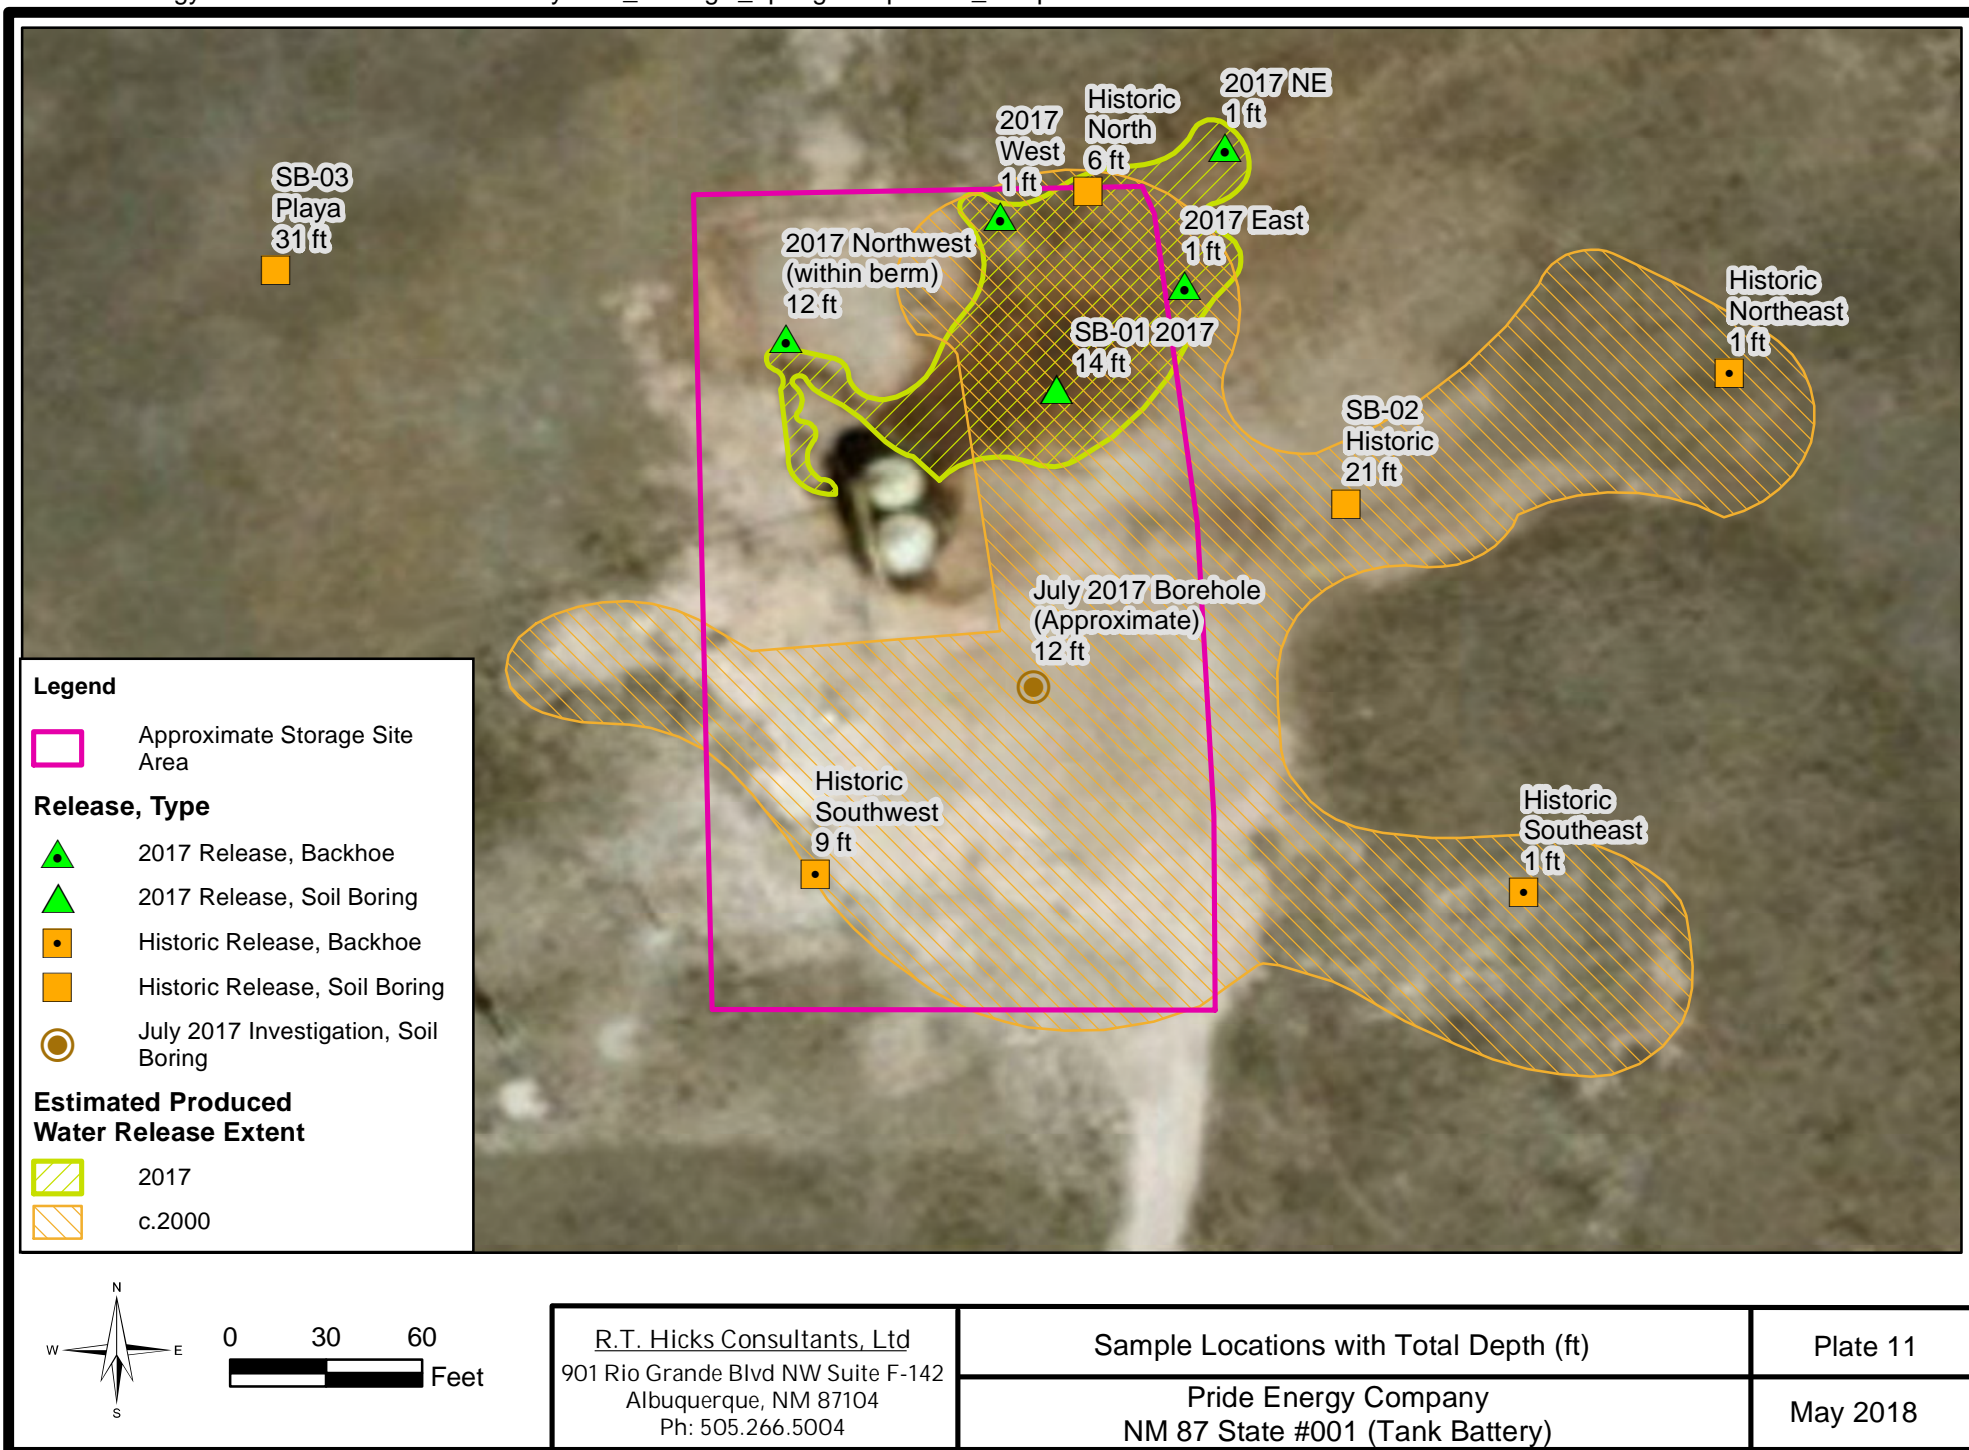 2017 NE
1 ft
Historic
North
6 ft
2017
West
1 ft
SB-03
Playa
31 ft
2017 East
1 ft
2017 Northwest
(within berm)
12 ft
Historic
Northeast
1 ft
SB-01 2017
14 ft
SB-02
Historic
21 ft
July 2017 Borehole
(Approximate)
12 ft
Historic
Southwest
9 ft
Historic
Southeast
1 ft
Legend
Approximate Storage Site
Area
Release, Type
2017 Release, Backhoe
2017 Release, Soil Boring
Historic Release, Backhoe
Historic Release, Soil Boring
July 2017 Investigation, Soil
Boring
Estimated Produced
Water Release Extent
2017
c.2000
N
W E
S
0 30 60
Feet
R.T. Hicks Consultants, Ltd
901 Rio Grande Blvd NW Suite F-142
Albuquerque, NM 87104
Ph: 505.266.5004
Sample Locations with Total Depth (ft)
Pride Energy Company
NM 87 State #001 (Tank Battery)
Plate 11
May 2018